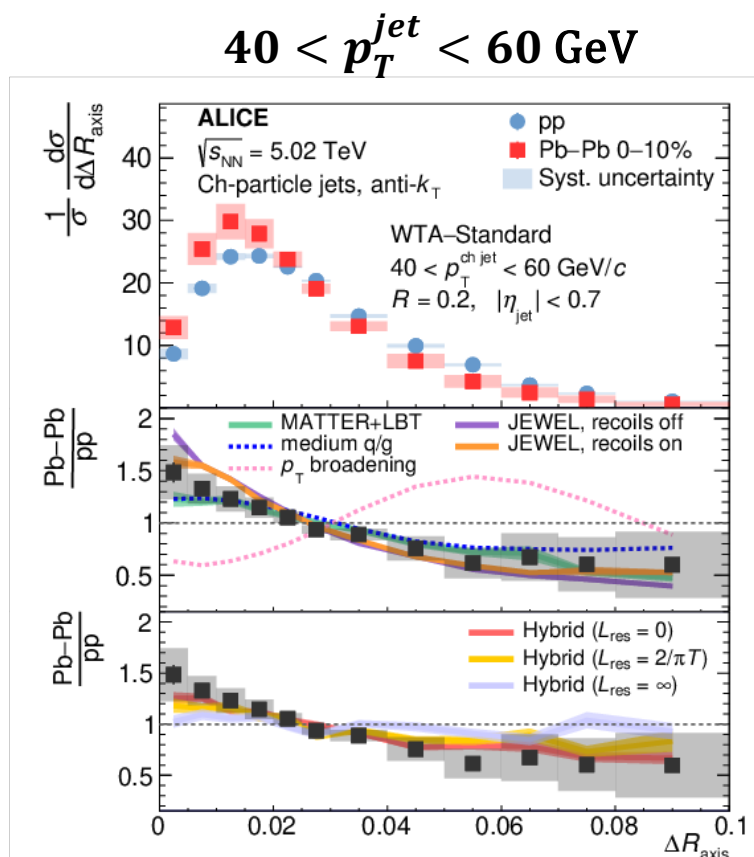 40 < p_T^{jet} < 60 GeV
ALICE
√s_NN = 5.02 TeV
Ch-particle jets, anti-k_T
pp
Pb–Pb 0–10%
Syst. uncertainty
WTA–Standard
40 < p_T^{ch jet} < 60 GeV/c
R = 0.2, |η_jet| < 0.7
1/σ dσ/dΔR_axis
40
30
20
10
MATTER+LBT
medium q/g
p_T broadening
JEWEL, recoils off
JEWEL, recoils on
Pb–Pb/pp
2
1.5
1
0.5
Hybrid (L_res = 0)
Hybrid (L_res = 2/πT)
Hybrid (L_res = ∞)
Pb–Pb/pp
2
1.5
1
0.5
0 0.02 0.04 0.06 0.08 0.1
ΔR_axis